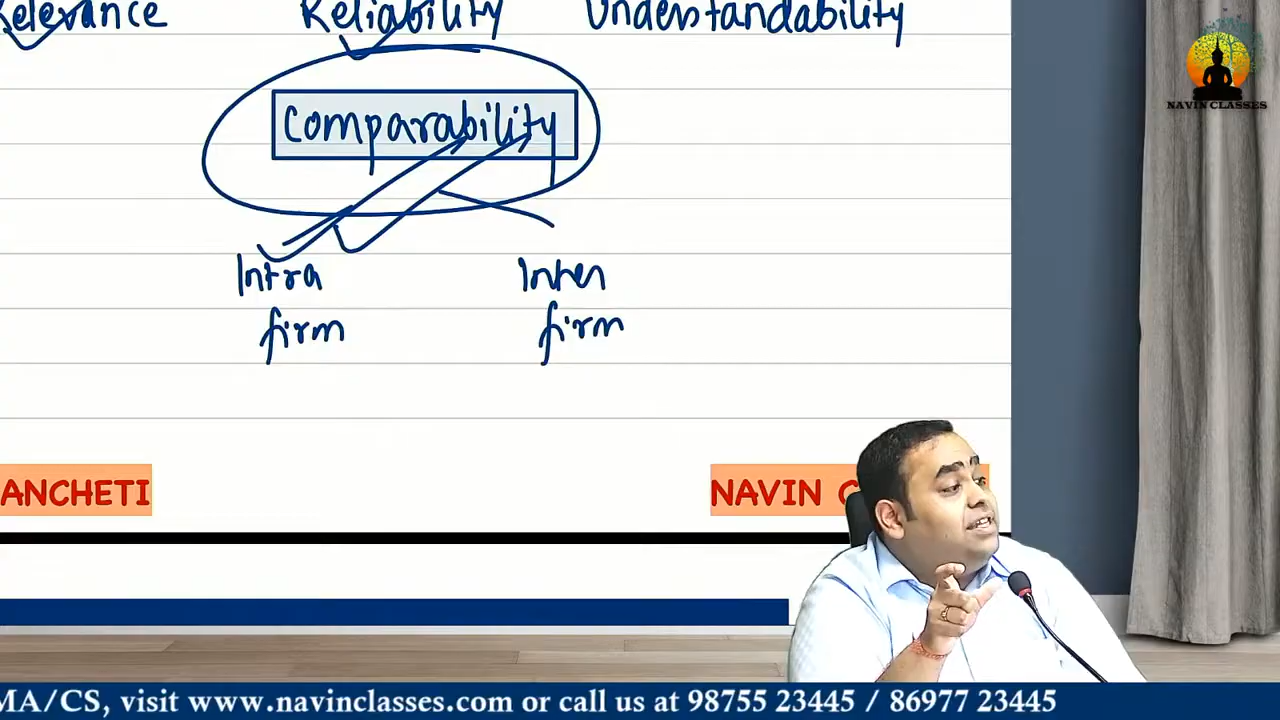 Relevance Reliability Understandability
NAVIN CLASSES
Comparability
Intra Inter
firm firm
ANCHETI NAVIN C
MA/CS, visit www.navinclasses.com or call us at 98755 23445 / 86977 23445